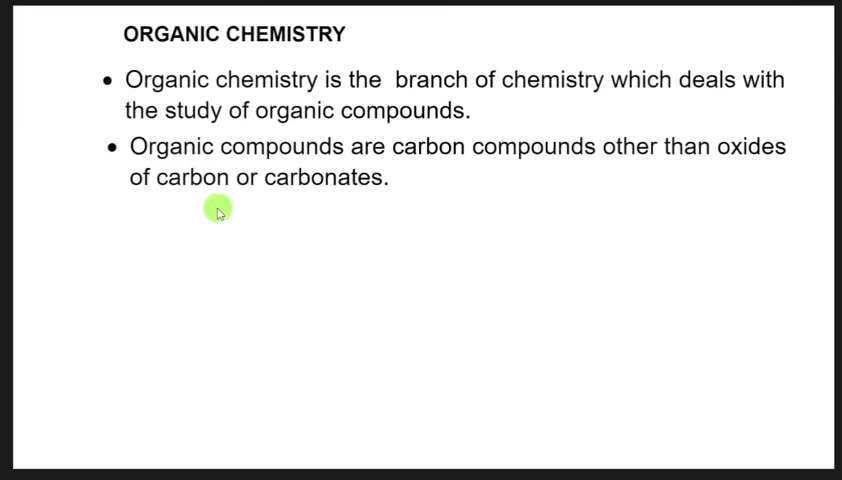 ORGANIC CHEMISTRY
• Organic chemistry is the  branch of chemistry which deals with
the study of organic compounds.
• Organic compounds are carbon compounds other than oxides
of carbon or carbonates.